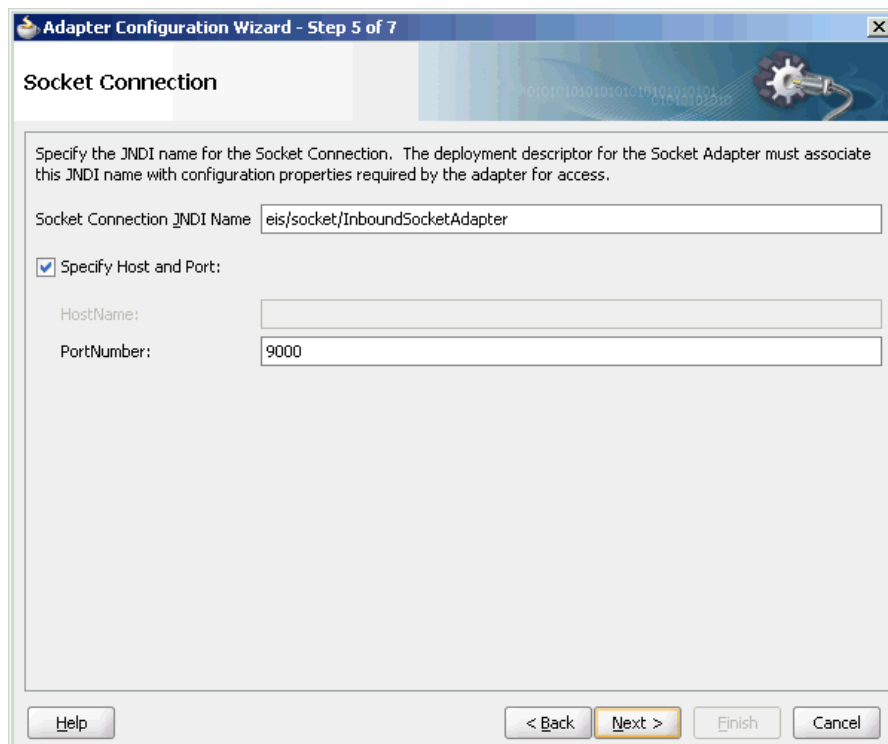 Adapter Configuration Wizard - Step 5 of 7
Socket Connection
0101010101010101010101010101
01010101010
Specify the JNDI name for the Socket Connection. The deployment descriptor for the Socket Adapter must associate
this JNDI name with configuration properties required by the adapter for access.
Socket Connection JNDI Name eis/socket/InboundSocketAdapter
Specify Host and Port:
HostName:
PortNumber: 9000
Help < Back Next > Finish Cancel